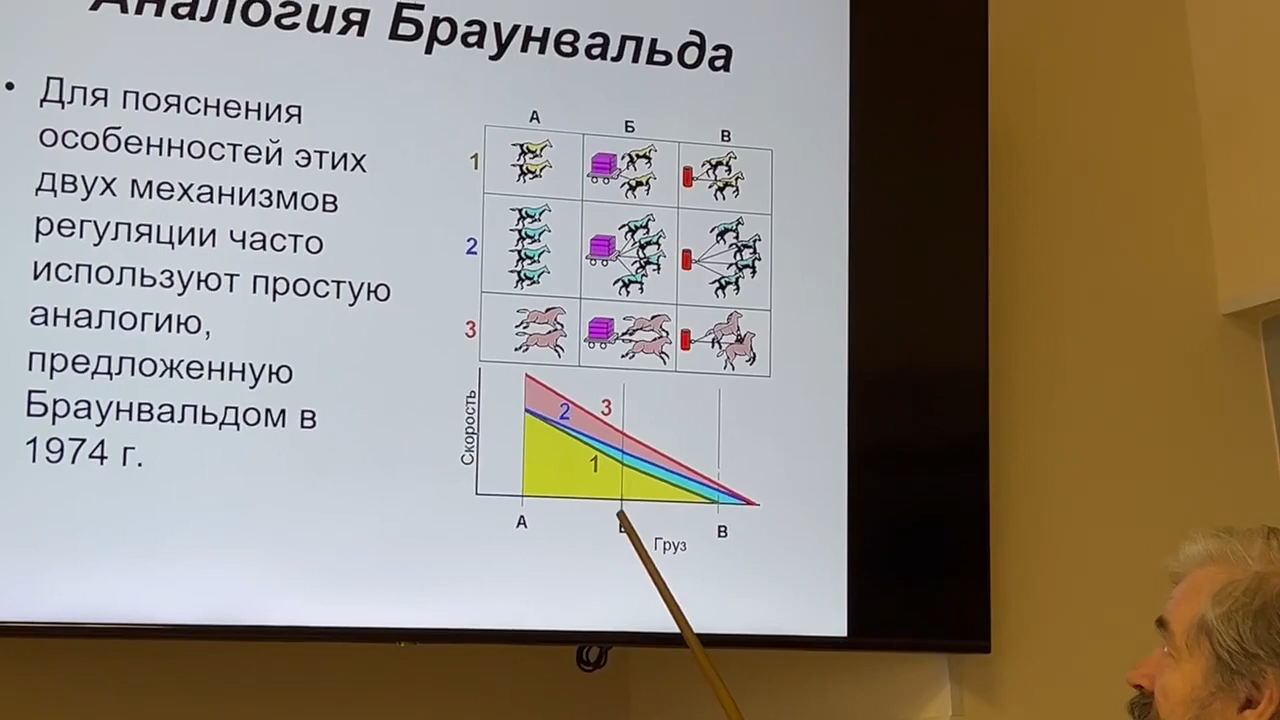 Аналогия Браунвальда
• Для пояснения
особенностей этих
двух механизмов
регуляции часто
используют простую
аналогию,
предложенную
Браунвальдом в
1974 г.
А Б В
1
2
3
Скорость
2 3
1
А В
Груз